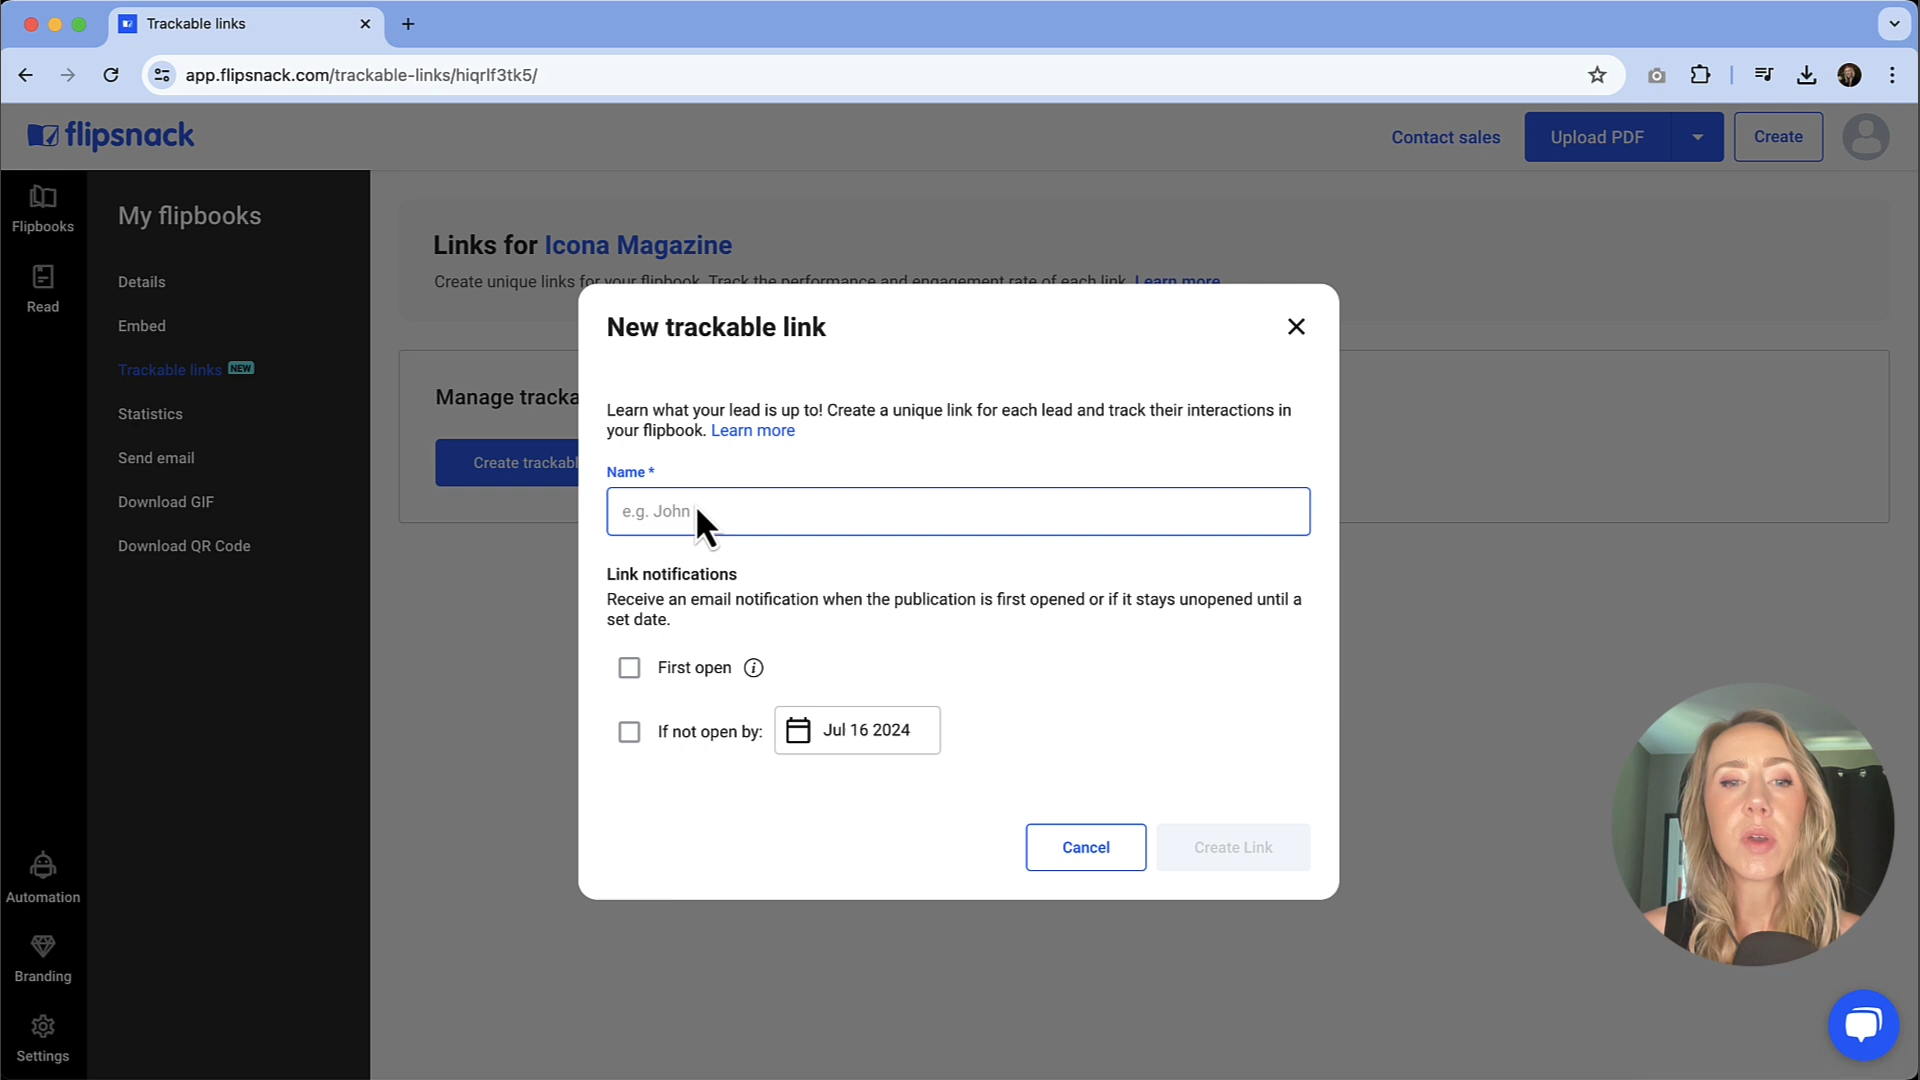 Trackable links
app.flipsnack.com/trackable-links/hiqrlf3tk5/
flipsnack
Contact sales
Upload PDF
Create
Flipbooks
Read
Automation
Branding
Settings
My flipbooks
Details
Embed
Trackable links NEW
Statistics
Send email
Download GIF
Download QR Code
Links for Icona Magazine
Create unique links for your flipbook. Track the performance and engagement rate of each link. Learn more
Manage tracka
Create trackabl
New trackable link
Learn what your lead is up to! Create a unique link for each lead and track their interactions in
your flipbook. Learn more
Name *
e.g. John
Link notifications
Receive an email notification when the publication is first opened or if it stays unopened until a
set date.
First open
If not open by:
Jul 16 2024
Cancel
Create Link